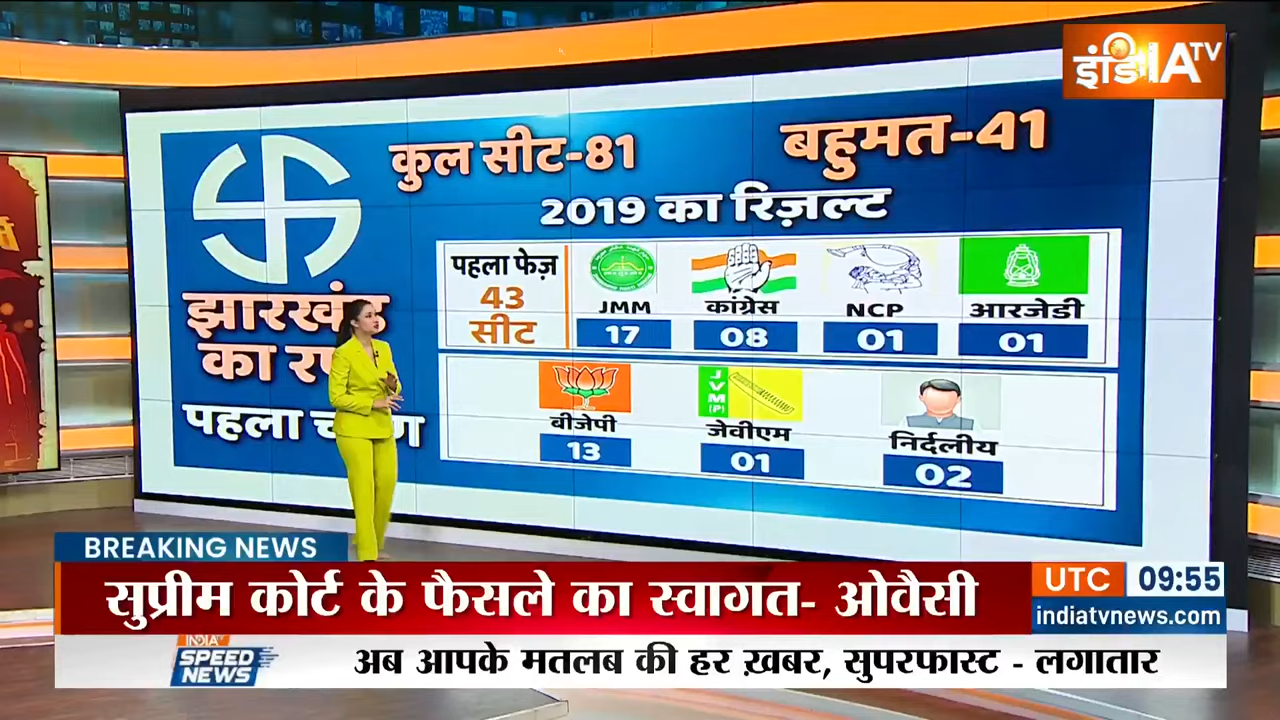 इंडिया TV
कुल सीट-81
बहुमत-41
2019 का रिज़ल्ट
झारखंड
का
पहला
पहला फेज़
43
सीट
JMM
17
कांग्रेस
08
NCP
01
आरजेडी
01
बीजेपी
13
JVM
(P)
जेवीएम
01
निर्दलीय
02
BREAKING NEWS
सुप्रीम कोर्ट के फैसले का स्वागत- ओवैसी
UTC 09:55
indiatvnews.com
INDIA TV
SPEED
NEWS
अब आपके मतलब की हर ख़बर, सुपरफास्ट - लगातार